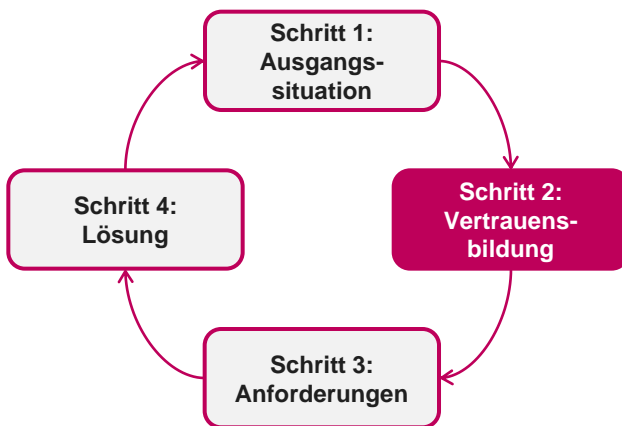 Schritt 1:
Ausgangs-
situation
Schritt 2:
Vertrauens-
bildung
Schritt 3:
Anforderungen
Schritt 4:
Lösung